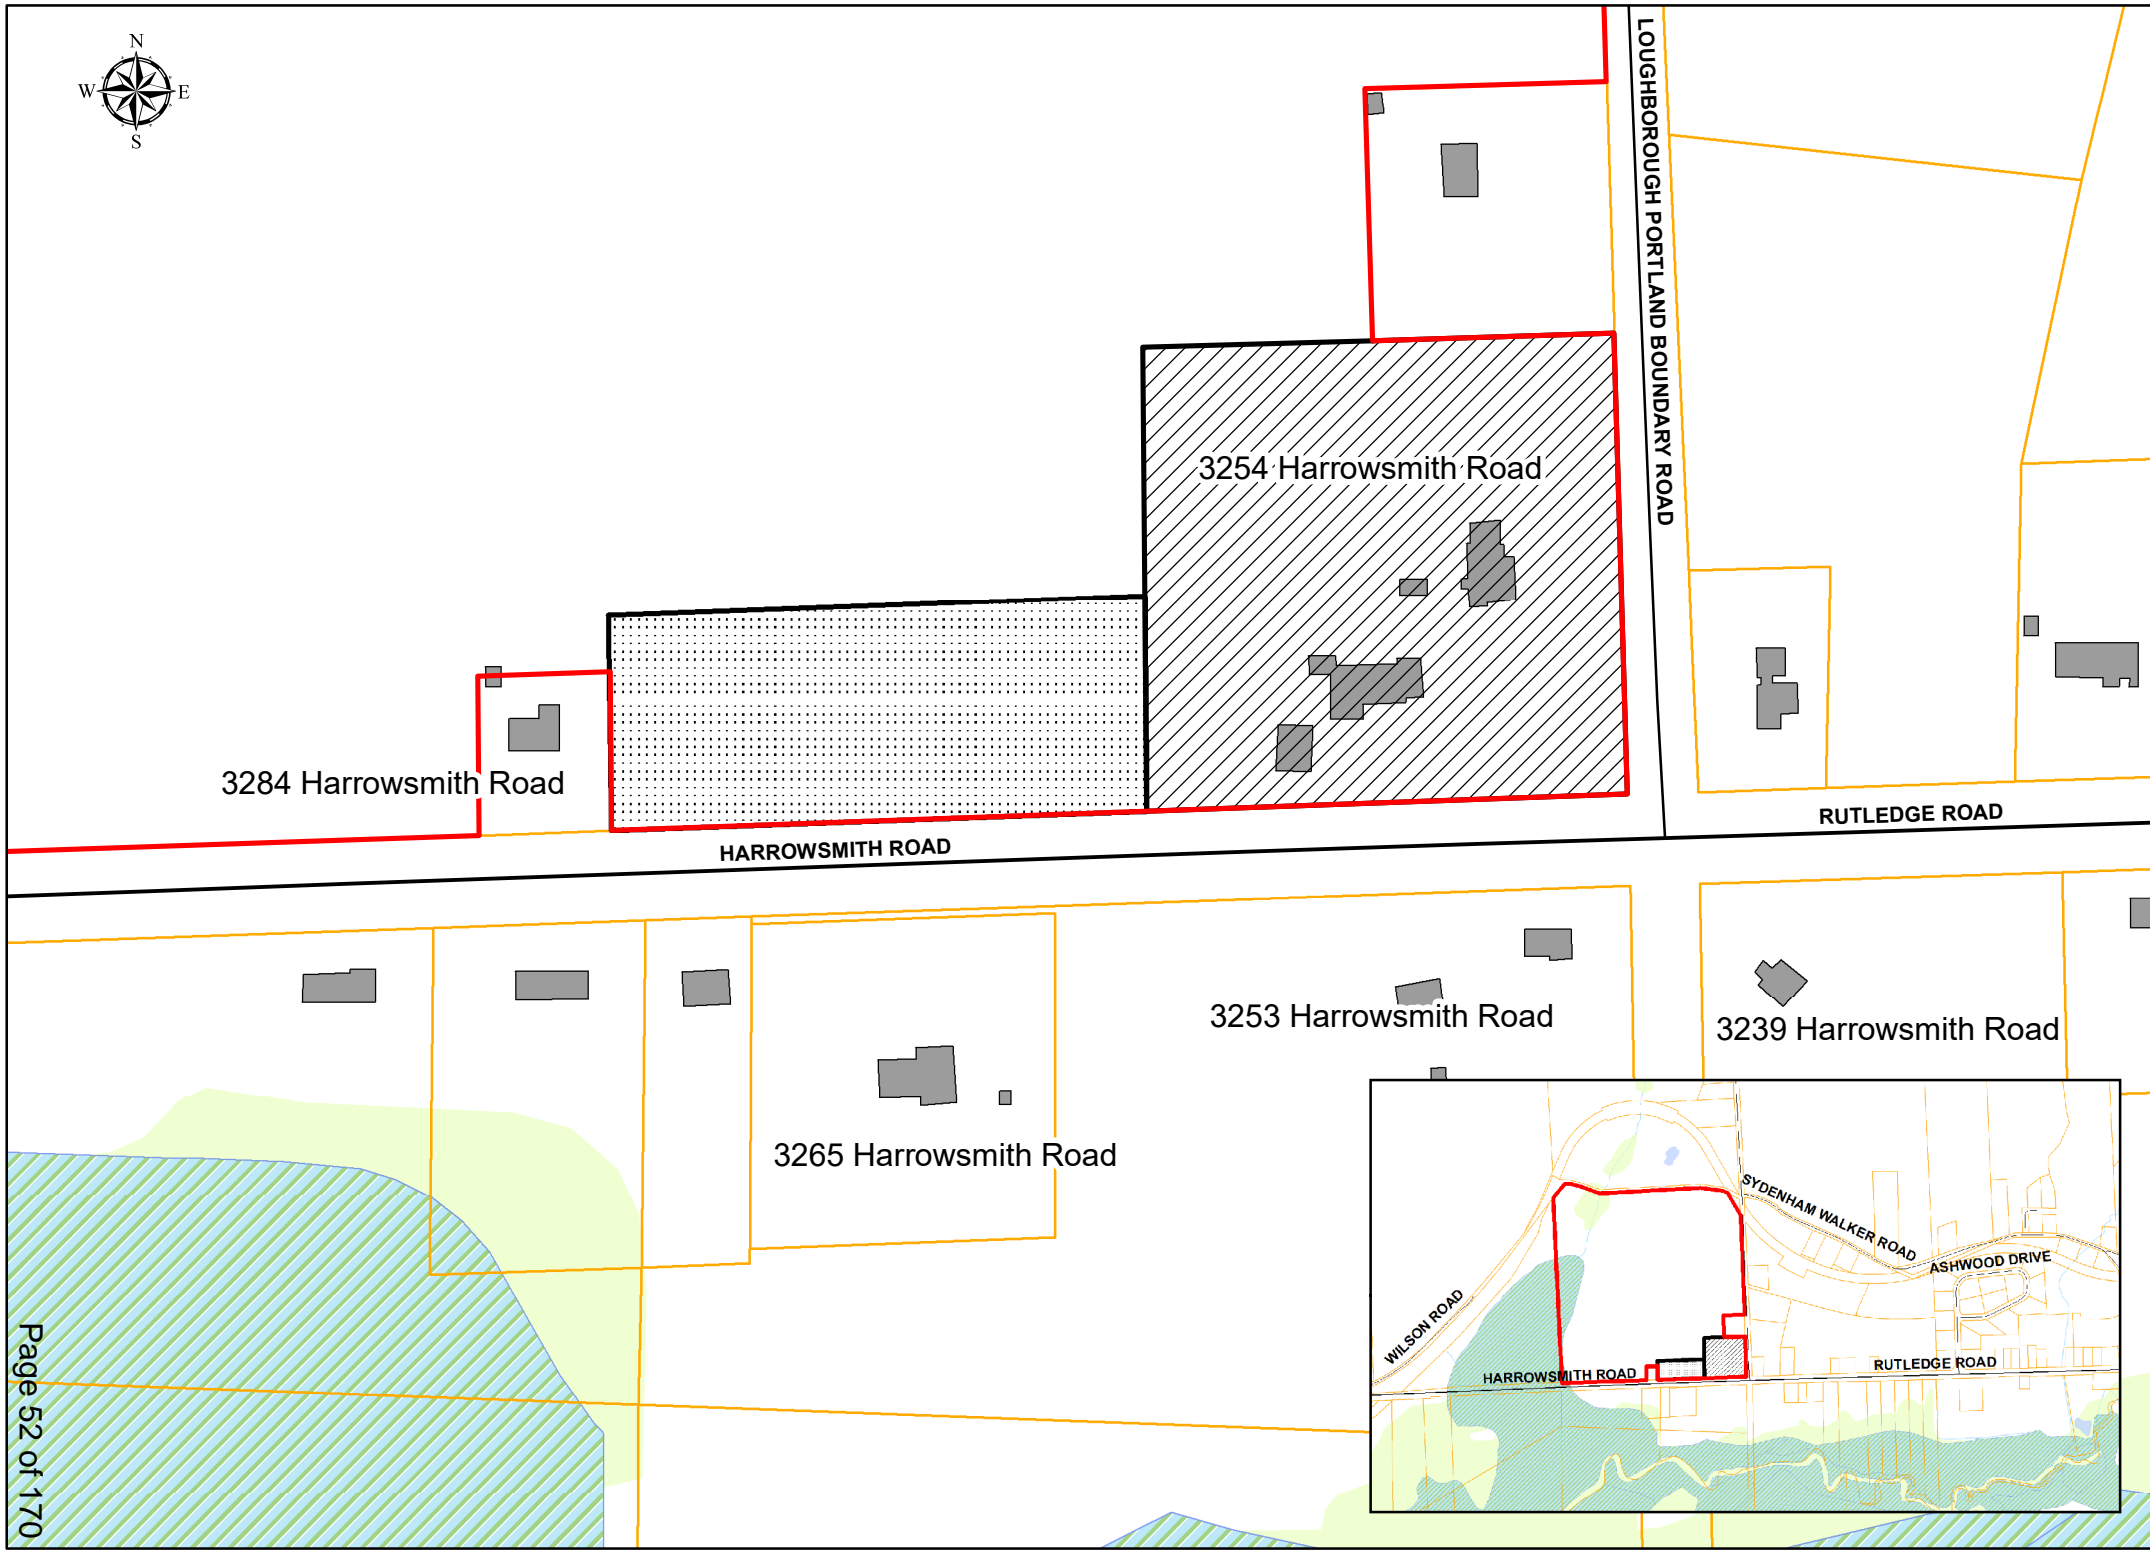 N
W E
S
LOUGHBOROUGH PORTLAND BOUNDARY ROAD
3254 Harrowsmith Road
3284 Harrowsmith Road
RUTLEDGE ROAD
HARROWSMITH ROAD
3253 Harrowsmith Road
3239 Harrowsmith Road
3265 Harrowsmith Road
SYDENHAM WALKER ROAD
ASHWOOD DRIVE
WILSON ROAD
HARROWSMITH ROAD
RUTLEDGE ROAD
Page 52 of 170